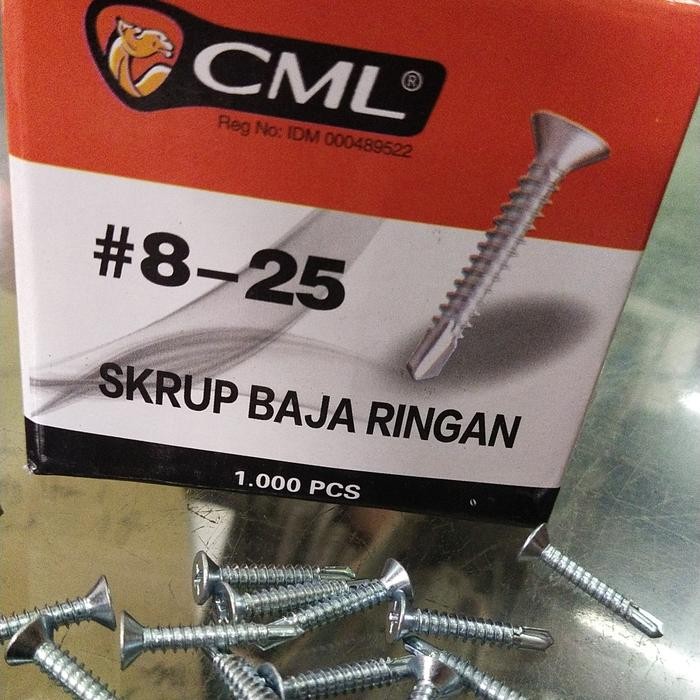 CML®
Reg No: IDM 000489522
#8-25
SKRUP BAJA RINGAN
1.000 PCS